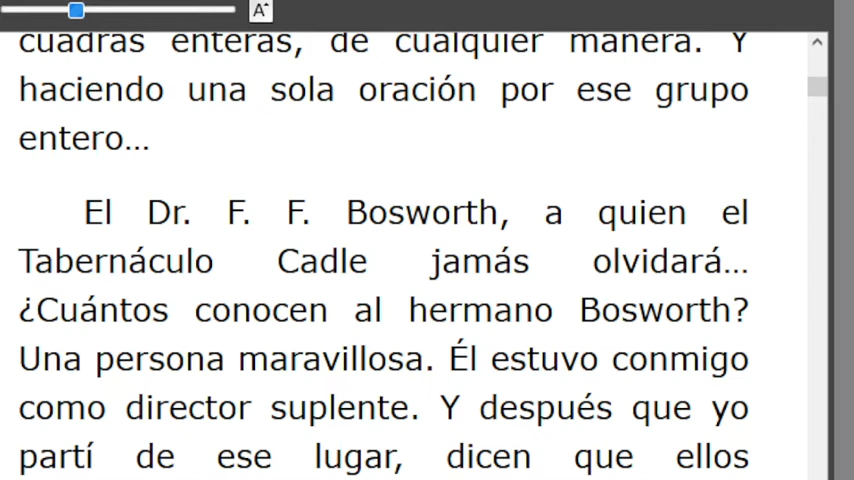 A
cuadras enteras, de cualquier manera. Y
haciendo una sola oración por ese grupo
entero...
El Dr. F. F. Bosworth, a quien el
Tabernáculo Cadle jamás olvidará...
¿Cuántos conocen al hermano Bosworth?
Una persona maravillosa. Él estuvo conmigo
como director suplente. Y después que yo
partí de ese lugar, dicen que ellos